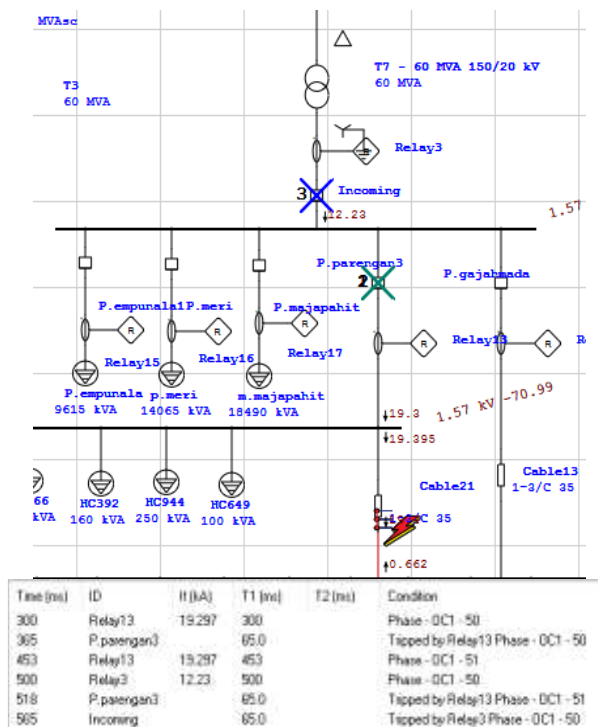 MVAsc
T7 - 60 MVA 150/20 kV
60 MVA
T3
60 MVA
Relay3
3
Incoming
12.23
1.57
P.parengan3
P.gajahmada
2
P.empunala1
P.meri
P.majapahit
R
R
R
R
R
Relay15
Relay16
Relay17
Relay13
P.empunala
9615 kVA
p.meri
14065 kVA
m.majapahit
18490 kVA
1.57 kV -70.99
19.3
19.395
Cable21
Cable13
1-3/C 35
66
kVA
HC392
160 kVA
HC944
250 kVA
HC649
100 kVA
C 35
0.662
Time (ms) ID If (kA) T1 (ms) T2 (ms) Condition
300 Relay13 19.297 300 Phase - OC1 - 50
365 P.parengan3 65.0 Tripped by Relay13 Phase - OC1 - 50
453 Relay13 19.297 453 Phase - OC1 - 51
500 Relay3 12.23 500 Phase - OC1 - 50
518 P.parengan3 65.0 Tripped by Relay13 Phase - OC1 - 51
565 Incoming 65.0 Tripped by Relay3 Phase - OC1 - 50